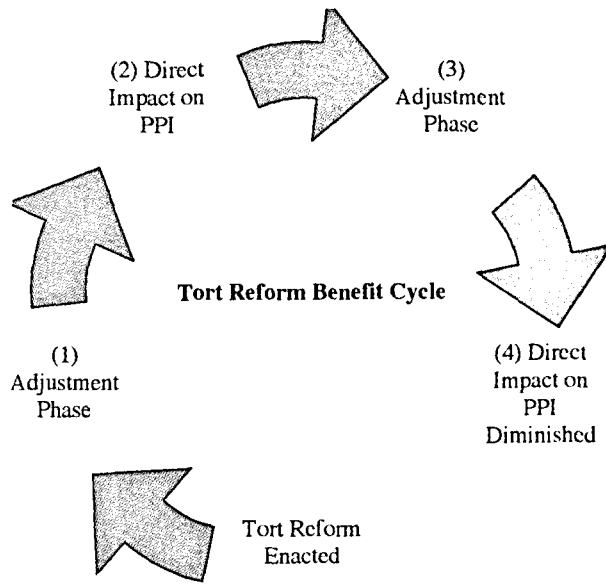 (2) Direct
Impact on
PPI
(3)
Adjustment
Phase
Tort Reform Benefit Cycle
(1)
Adjustment
Phase
(4) Direct
Impact on
PPI
Diminished
Tort Reform
Enacted